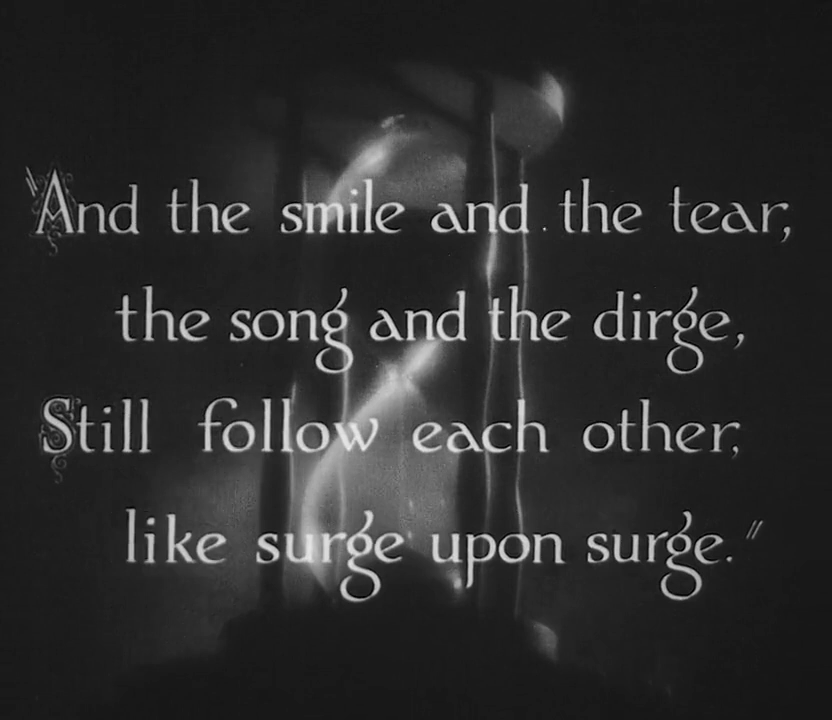 "And the smile and the tear,
the song and the dirge,
Still follow each other,
like surge upon surge."